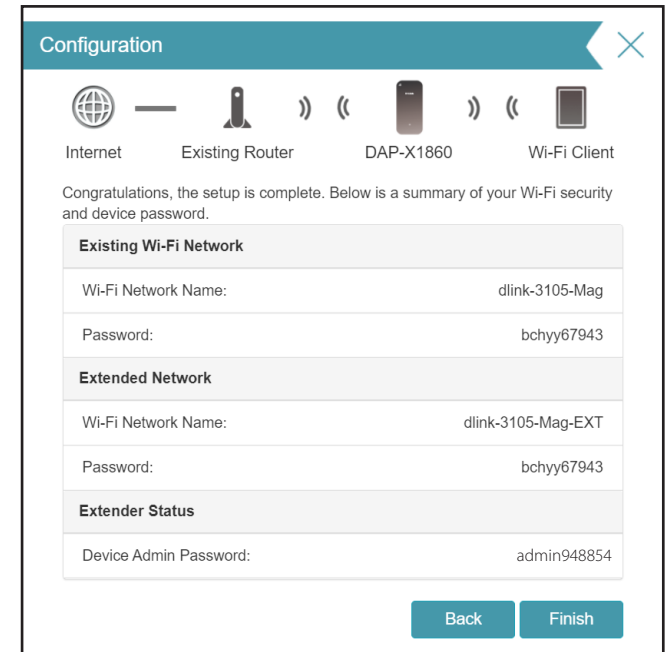 Configuration
Internet Existing Router DAP-X1860 Wi-Fi Client
Congratulations, the setup is complete. Below is a summary of your Wi-Fi security
and device password.
Existing Wi-Fi Network
Wi-Fi Network Name: dlink-3105-Mag
Password: bchyy67943
Extended Network
Wi-Fi Network Name: dlink-3105-Mag-EXT
Password: bchyy67943
Extender Status
Device Admin Password: admin948854
Back Finish